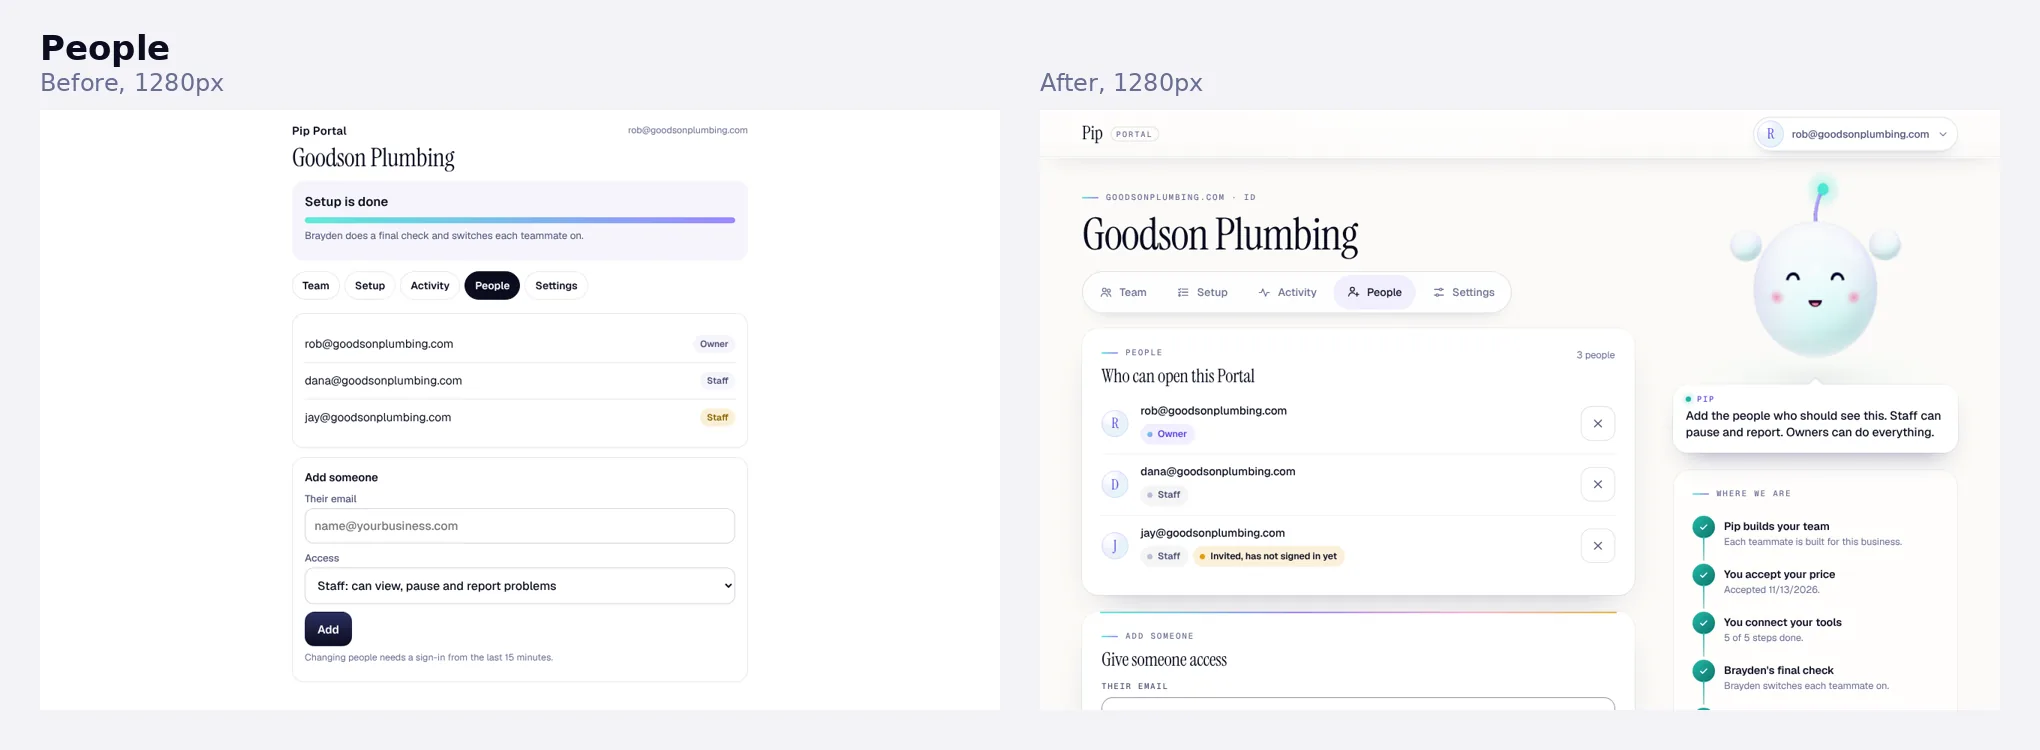 People
Before, 1280px
Pip Portal
rob@goodsonplumbing.com
Goodson Plumbing
Setup is done
Brayden does a final check and switches each teammate on.
Team
Setup
Activity
People
Settings
rob@goodsonplumbing.com
Owner
dana@goodsonplumbing.com
Staff
jay@goodsonplumbing.com
Staff
Add someone
Their email
name@yourbusiness.com
Access
Staff: can view, pause and report problems
Add
Changing people needs a sign-in from the last 15 minutes.
After, 1280px
Pip
PORTAL
R
rob@goodsonplumbing.com
GOODSONPLUMBING.COM · ID
Goodson Plumbing
Team
Setup
Activity
People
Settings
PEOPLE
3 people
Who can open this Portal
R
rob@goodsonplumbing.com
Owner
D
dana@goodsonplumbing.com
Staff
J
jay@goodsonplumbing.com
Staff
Invited, has not signed in yet
ADD SOMEONE
Give someone access
THEIR EMAIL
PIP
Add the people who should see this. Staff can
pause and report. Owners can do everything.
WHERE WE ARE
Pip builds your team
Each teammate is built for this business.
You accept your price
Accepted 11/13/2026.
You connect your tools
5 of 5 steps done.
Brayden's final check
Brayden switches each teammate on.